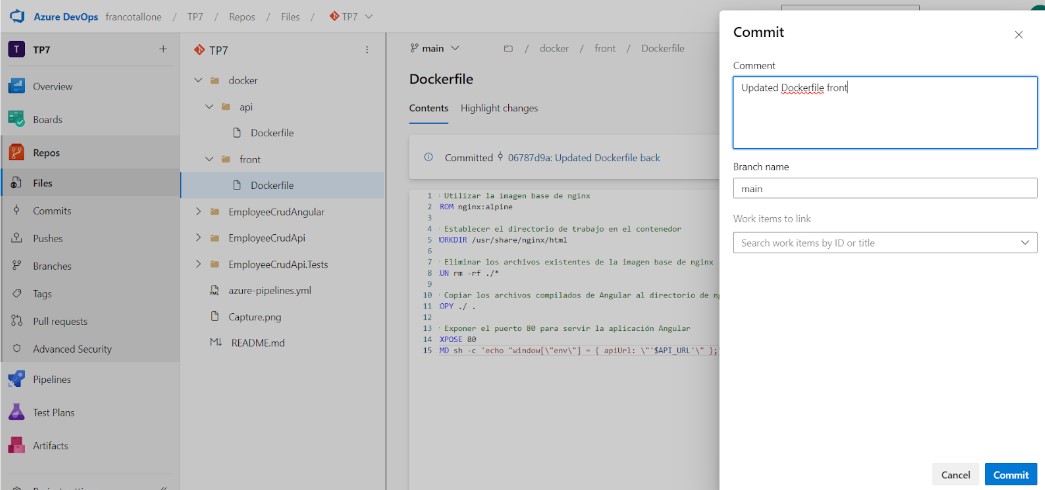 Azure DevOps francotallone / TP7 / Repos / Files / TP7
T TP7 +
Overview
Boards
Repos
Files
Commits
Pushes
Branches
Tags
Pull requests
Advanced Security
Pipelines
Test Plans
Artifacts
TP7
docker
api
Dockerfile
front
Dockerfile
EmployeeCrudAngular
EmployeeCrudApi
EmployeeCrudApi.Tests
azure-pipelines.yml
Capture.png
M↓ README.md
main / docker / front / Dockerfile
Dockerfile
Contents Highlight changes
Committed 06787d9a: Updated Dockerfile back
1 Utilizar la imagen base de nginx
2 ROM nginx:alpine
3
4 Establecer el directorio de trabajo en el contenedor
5 ORKDIR /usr/share/nginx/html
6
7 Eliminar los archivos existentes de la imagen base de nginx
8 UN rm -rf ./*
9
10 Copiar los archivos compilados de Angular al directorio de
11 OPY ./ .
12
13 Exponer el puerto 80 para servir la aplicación Angular
14 XPOSE 80
15 MD sh -c 'echo "window[\"env\"] = { apiUrl: \"'$API_URL'\" };
Commit
Comment
Updated Dockerfile front
Branch name
main
Work items to link
Search work items by ID or title
Cancel Commit